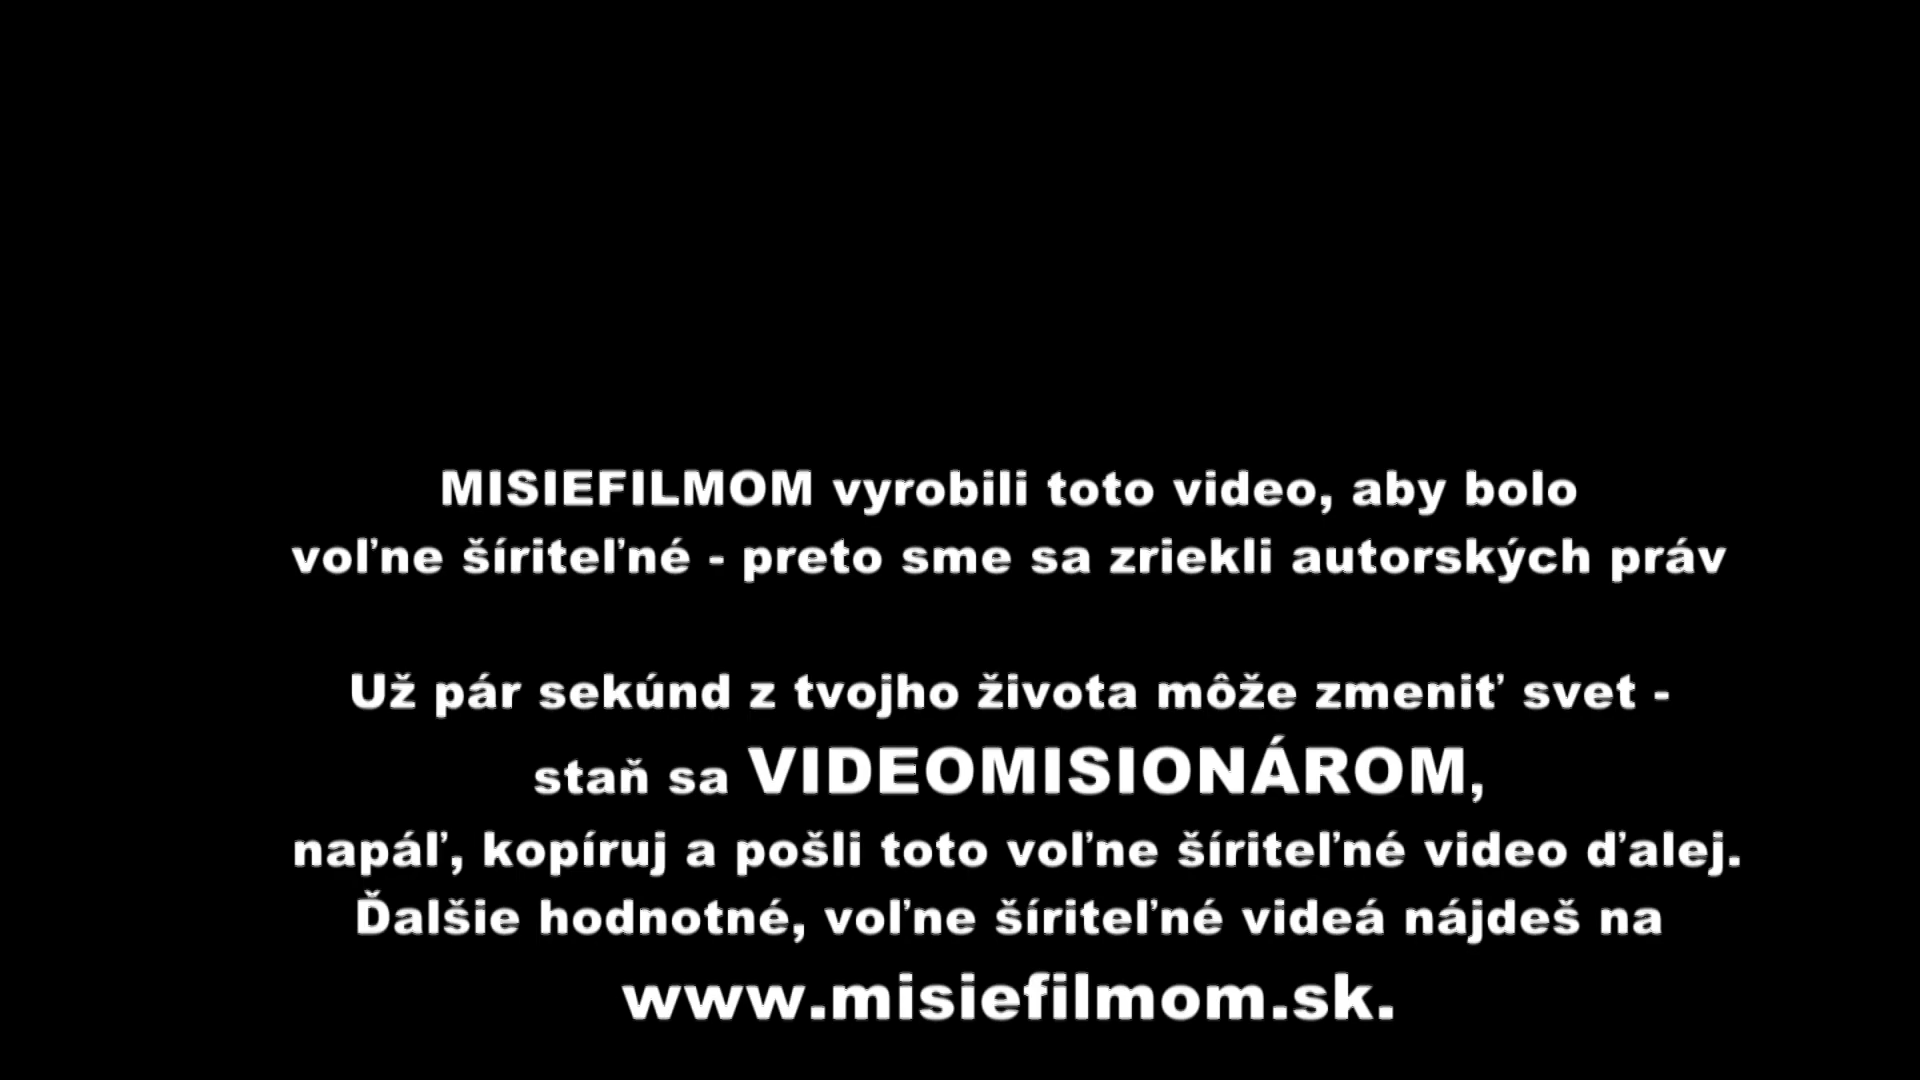 MISIEFILMOM vyrobili toto video, aby bolo
voľne šíriteľné - preto sme sa zriekli autorských práv
Už pár sekúnd z tvojho života môže zmeniť svet -
staň sa VIDEOMISIONÁROM,
napáľ, kopíruj a pošli toto voľne šíriteľné video ďalej.
Ďalšie hodnotné, voľne šíriteľné videá nájdeš na
www.misiefilmom.sk.